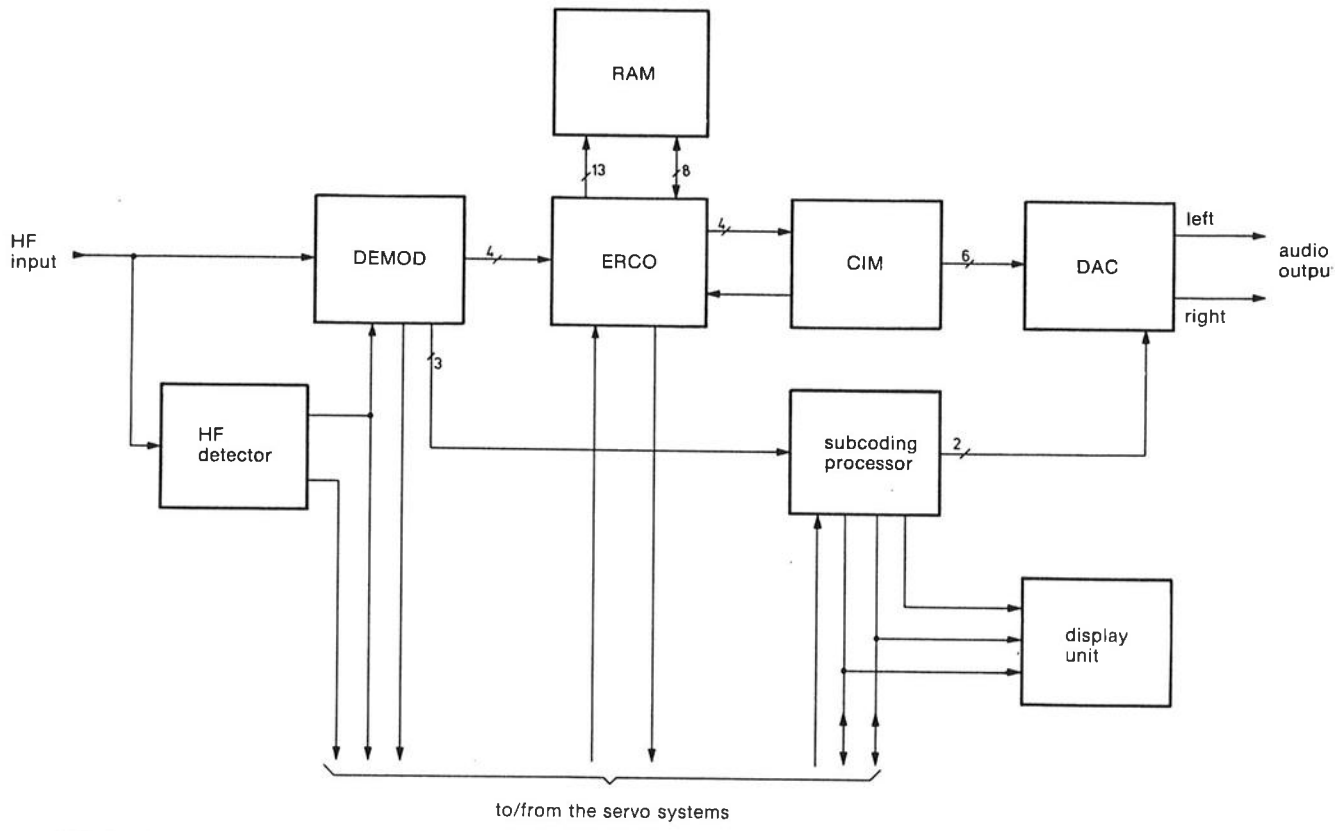 RAM
13
8
HF
input
DEMOD
4
ERCO
4
CIM
6
DAC
left
right
audio
outpu
3
HF
detector
subcoding
processor
2
display
unit
to/from the servo systems